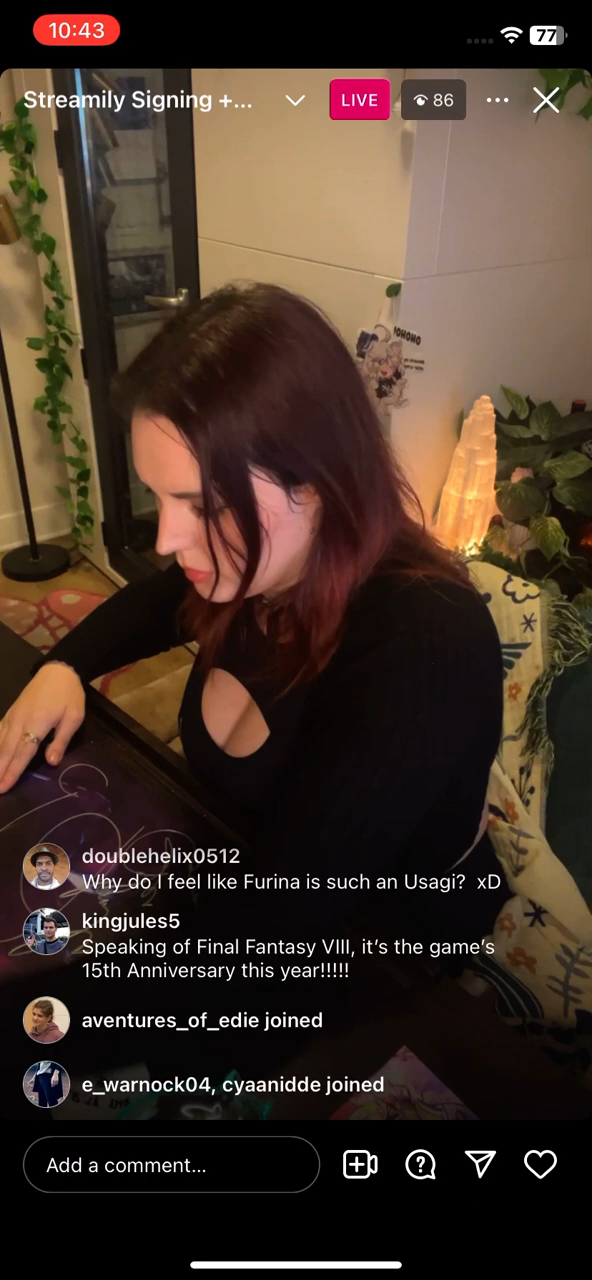 10:43
77
Streamily Signing +...
LIVE
86
HOHOHO
doublehelix0512
Why do I feel like Furina is such an Usagi? xD
kingjules5
Speaking of Final Fantasy VIII, it’s the game’s
15th Anniversary this year!!!!!
aventures_of_edie joined
e_warnock04, cyaanidde joined
Add a comment...